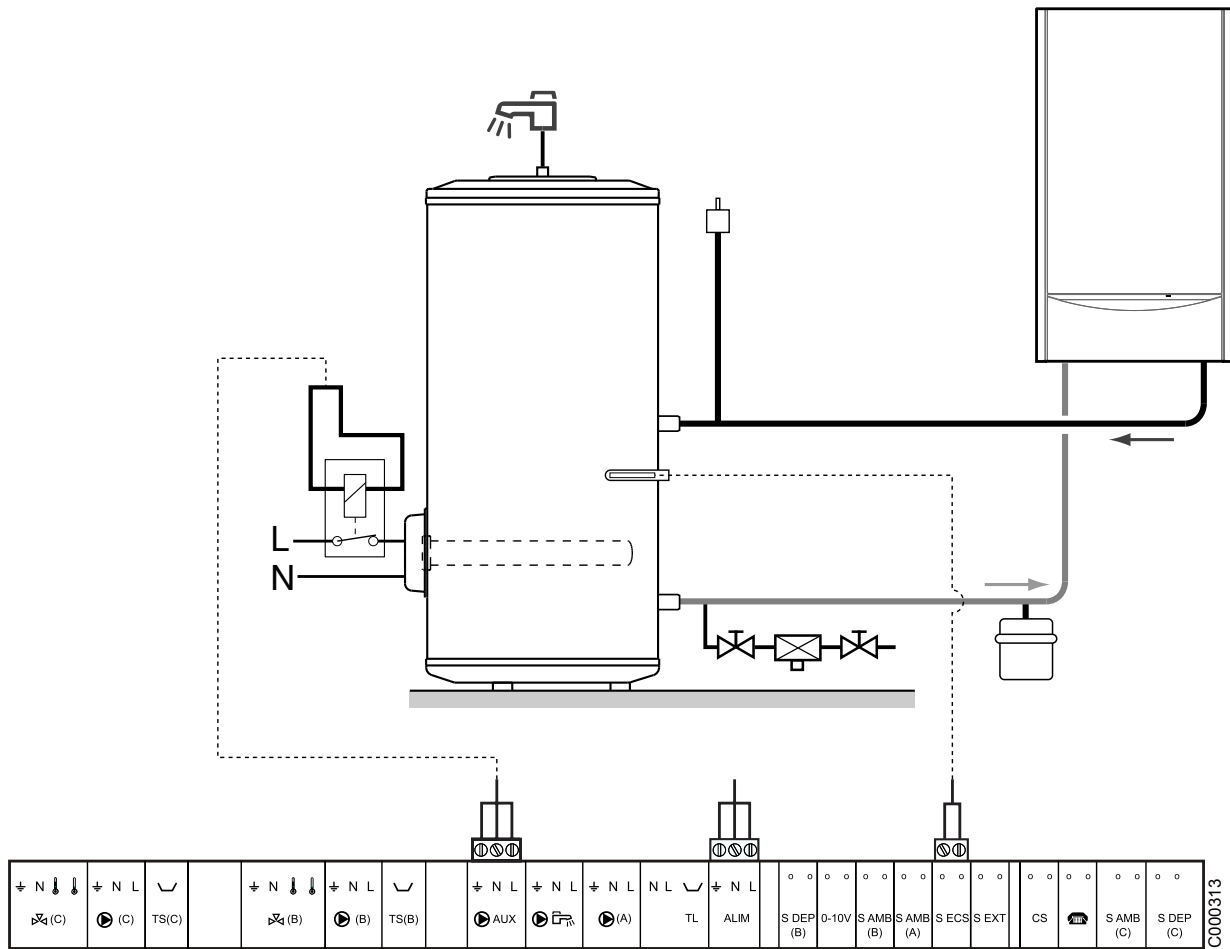 L
N
N
N L
N
N L
N L
N L
N L
N L
N L
(C)
(C)
TS(C)
(B)
(B)
TS(B)
AUX
(A)
TL
ALIM
S DEP
(B)
0-10V
S AMB
(B)
S AMB
(A)
S ECS
S EXT
CS
S AMB
(C)
S DEP
(C)
C000313